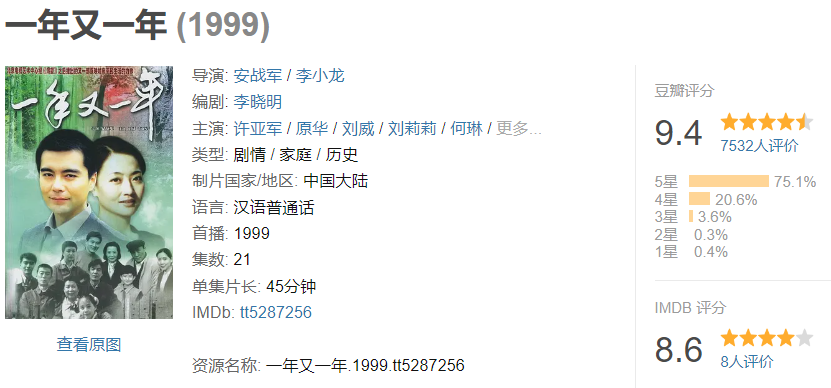 一年又一年 (1999)
一年又一年
查看原图
导演: 安战军 / 李小龙
编剧: 李晓明
主演: 许亚军 / 原华 / 刘威 / 刘莉莉 / 何琳 / 更多...
类型: 剧情 / 家庭 / 历史
制片国家/地区: 中国大陆
语言: 汉语普通话
首播: 1999
集数: 21
单集片长: 45分钟
IMDb: tt5287256
资源名称: 一年又一年.1999.tt5287256
豆瓣评分
9.4
7532人评价
5星 75.1%
4星 20.6%
3星 3.6%
2星 0.3%
1星 0.4%
IMDB 评分
8.6
8人评价